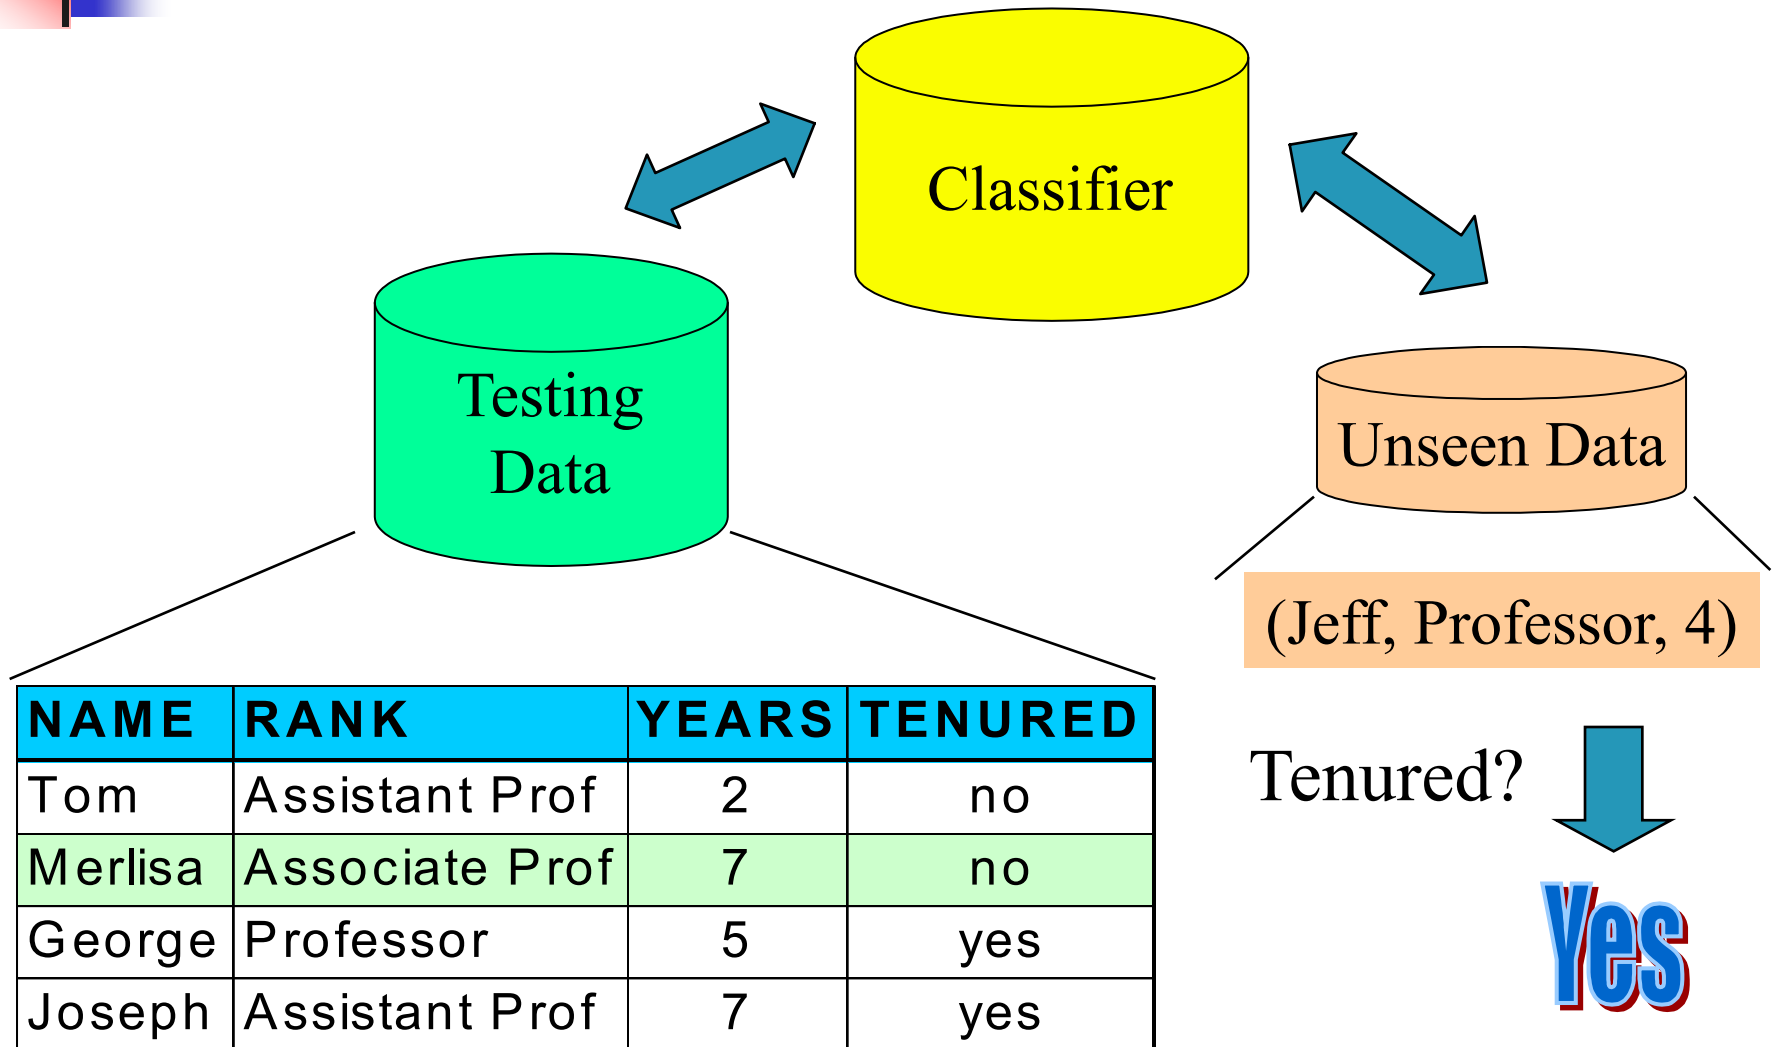 Classifier
Testing
Data
Unseen Data
(Jeff, Professor, 4)
NAME RANK YEARS TENURED
Tom Assistant Prof 2 no
Merlisa Associate Prof 7 no
George Professor 5 yes
Joseph Assistant Prof 7 yes
Tenured?
Yes